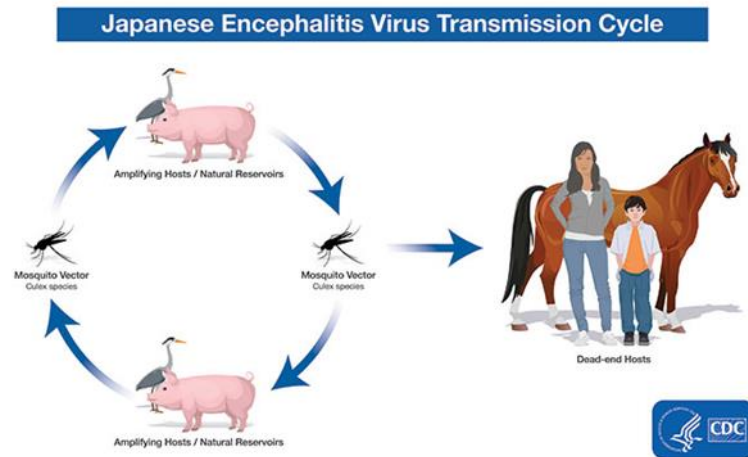 Japanese Encephalitis Virus Transmission Cycle
Amplifying Hosts / Natural Reservoirs
Mosquito Vector
Culex species
Mosquito Vector
Culex species
Dead-end Hosts
Amplifying Hosts / Natural Reservoirs
CDC